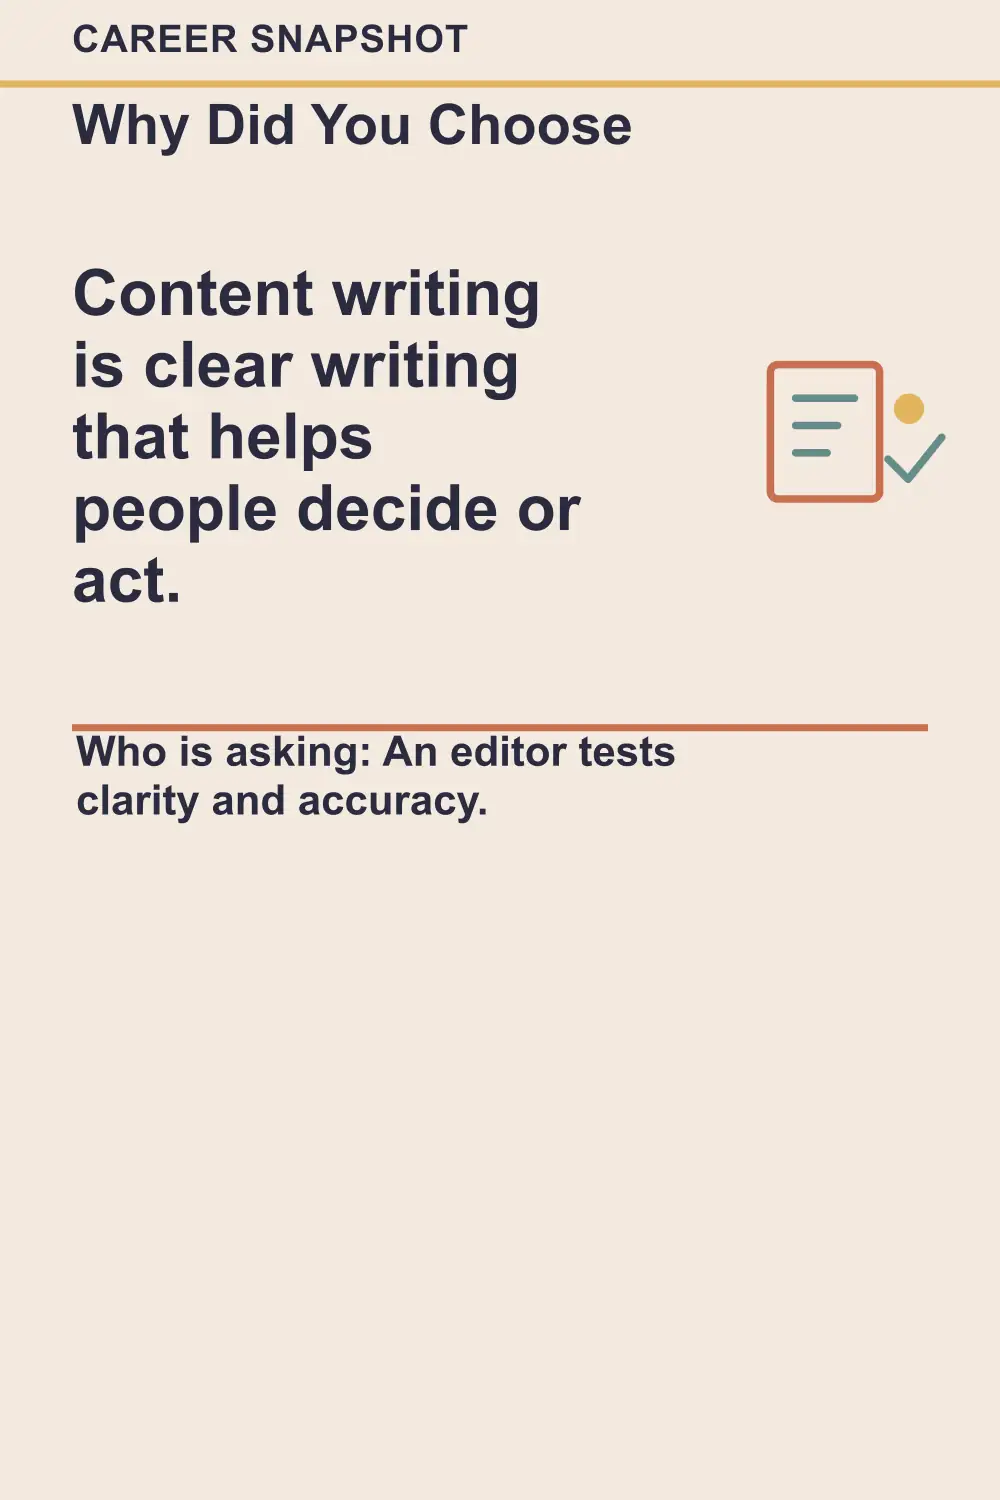 CAREER SNAPSHOT
Why Did You Choose
Content writing
is clear writing
that helps
people decide or
act.
Who is asking: An editor tests
clarity and accuracy.